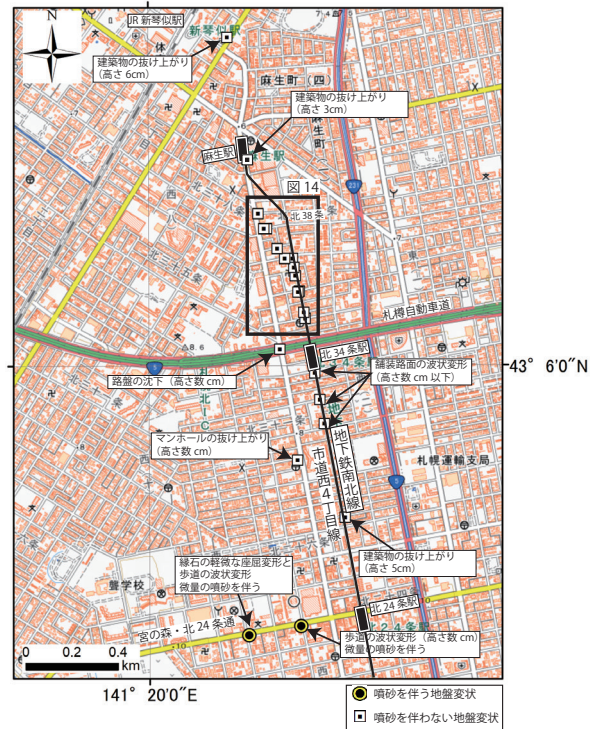 N
JR 新琴似駅
新琴似駅
建築物の抜け上がり
(高さ 6cm)
麻生町(四)
建築物の抜け上がり
(高さ 3cm)
麻生駅
図 14
北 38 条
231
札樽自動車道
8.6
北 34 条駅
43° 6'0"N
路盤の沈下(高さ数 cm)
舗装路面の波状変形
(高さ数 cm 以下)
5
マンホールの抜け上がり
(高さ数 cm)
地下鉄南北線
市道西4丁目線
札幌運輸支局
建築物の抜け上がり
(高さ 5cm)
縁石の軽微な座屈変形と
歩道の波状変形
微量の噴砂を伴う
聾学校
北 24 条駅
宮の森・北 24 条通
歩道の波状変形(高さ数 cm)
微量の噴砂を伴う
0 0.2 0.4
km
141° 20'0"E
噴砂を伴う地盤変状
噴砂を伴わない地盤変状